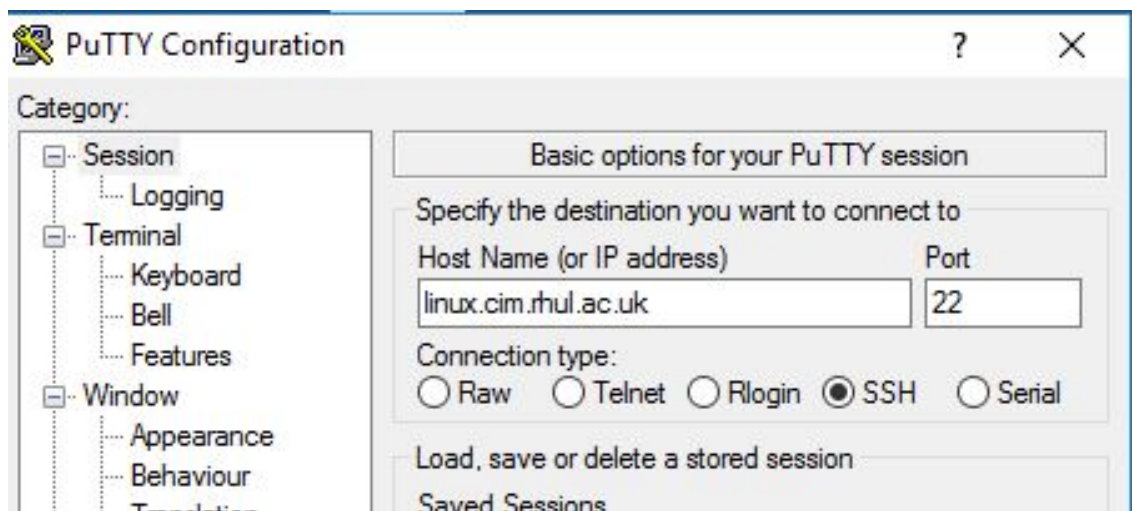 PuTTY Configuration
?
Category:
Session
Logging
Terminal
Keyboard
Bell
Features
Window
Appearance
Behaviour
Translation
Basic options for your PuTTY session
Specify the destination you want to connect to
Host Name (or IP address)
Port
linux.cim.rhul.ac.uk
22
Connection type:
Raw Telnet Rlogin SSH Serial
Load, save or delete a stored session
Saved Sessions